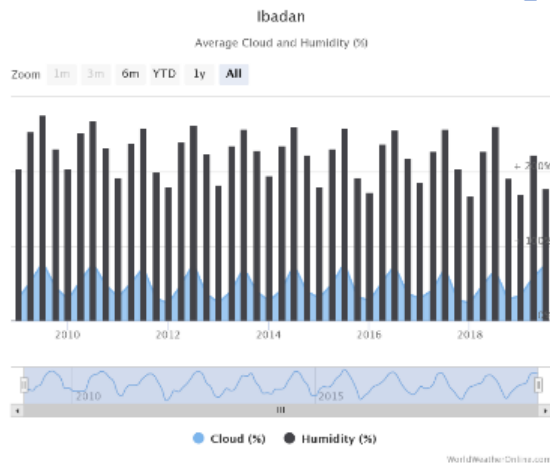 Ibadan
Average Cloud and Humidity (%)
Zoom 1m 3m 6m YTD 1y All
2010 2012 2014 2016 2018
2010 2015
Cloud (%) Humidity (%)
WorldWeatherOnline.com